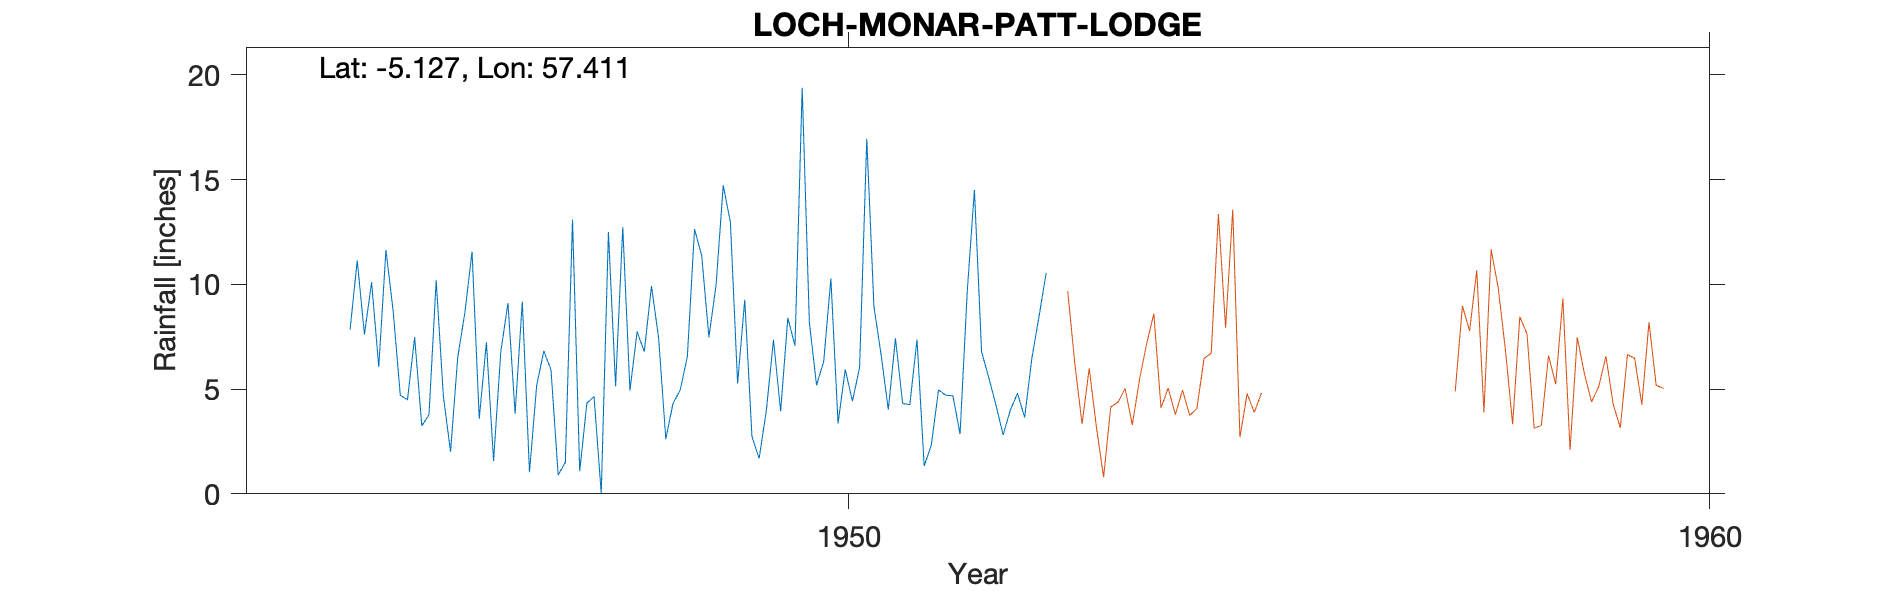 LOCH-MONAR-PATT-LODGE
Lat: -5.127, Lon: 57.411
20
15
10
5
0
Rainfall [inches]
1950
1960
Year